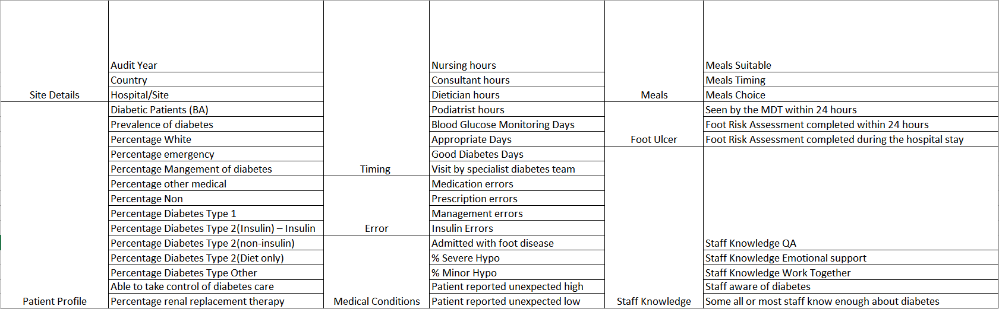 Audit Year Nursing hours Meals Suitable
Country Consultant hours Meals Timing
Site Details Hospital/Site Dietician hours Meals Meals Choice
Diabetic Patients (BA) Podiatrist hours Seen by the MDT within 24 hours
Prevalence of diabetes Blood Glucose Monitoring Days Foot Risk Assessment completed within 24 hours
Percentage White Appropriate Days Foot Ulcer Foot Risk Assessment completed during the hospital stay
Percentage emergency Good Diabetes Days
Percentage Mangement of diabetes Timing Visit by specialist diabetes team
Percentage other medical Medication errors
Percentage Non Prescription errors
Percentage Diabetes Type 1 Management errors
Percentage Diabetes Type 2(Insulin) – Insulin Error Insulin Errors
Percentage Diabetes Type 2(non-insulin) Admitted with foot disease Staff Knowledge QA
Percentage Diabetes Type 2(Diet only) % Severe Hypo Staff Knowledge Emotional support
Percentage Diabetes Type Other % Minor Hypo Staff Knowledge Work Together
Able to take control of diabetes care Patient reported unexpected high Staff aware of diabetes
Patient Profile Percentage renal replacement therapy Medical Conditions Patient reported unexpected low Staff Knowledge Some all or most staff know enough about diabetes